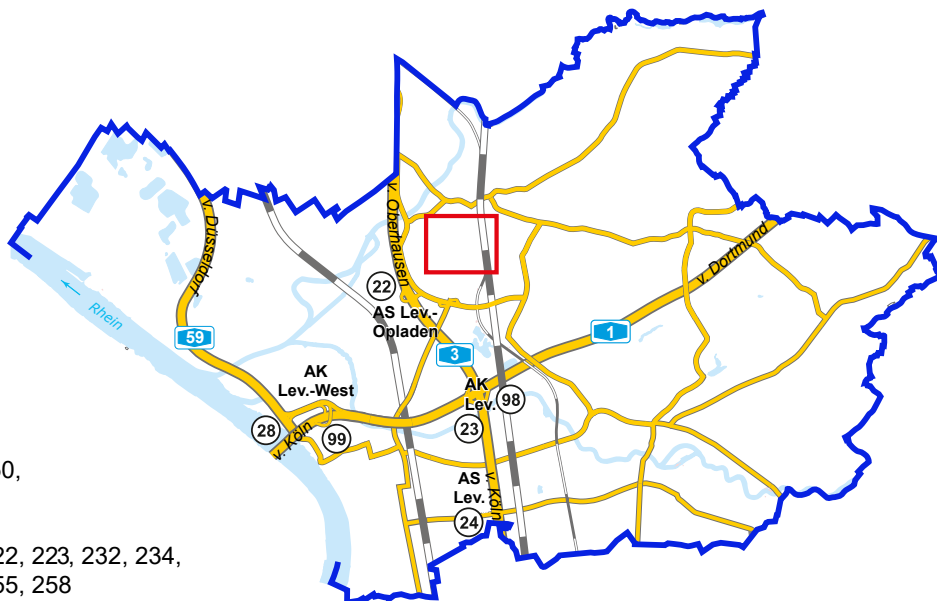 v. Düsseldorf
v. Oberhausen
v. Dortmund
Rhein
22
AS Lev.-
Opladen
59
3
1
AK
Lev.-West
AK
Lev.
98
23
28
99
v. Köln
AS
Lev.
v. Köln
24
0,
22, 223, 232, 234,
55, 258